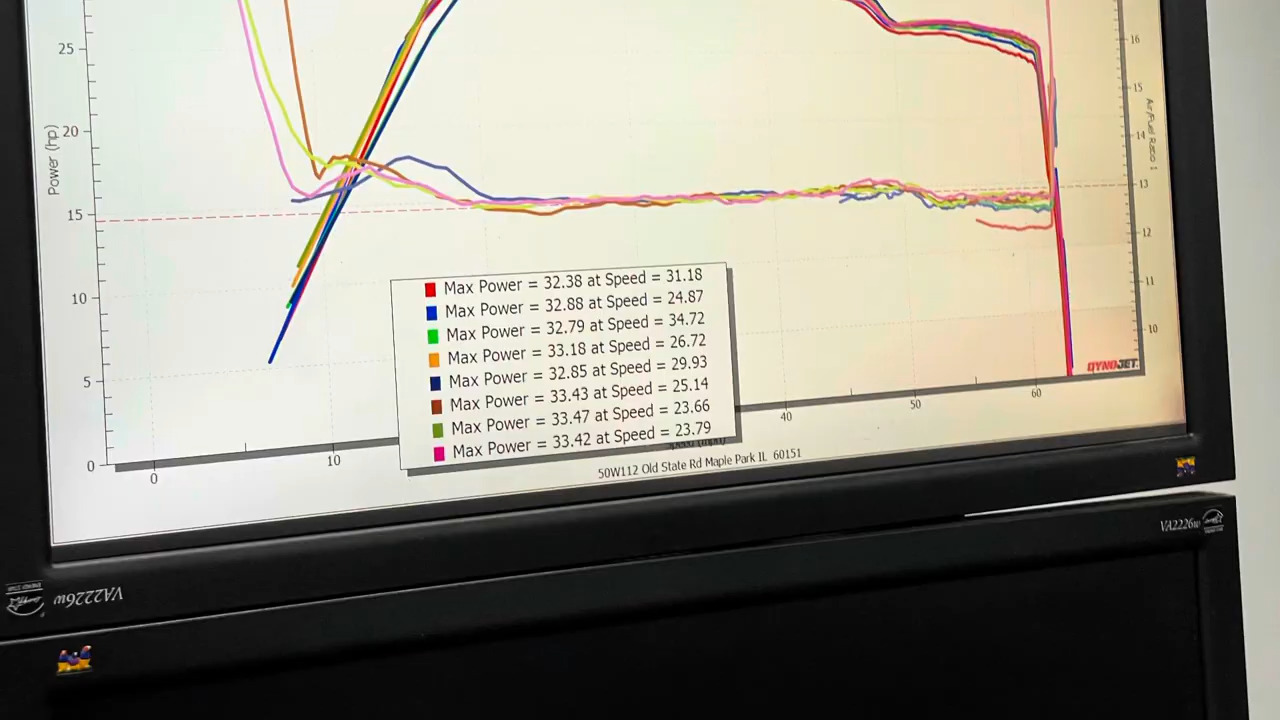 25
16
15
Power (hp)
20
Air/Fuel Ratio 1
14
15
13
12
10
11
10
5
0
Max Power = 32.38 at Speed = 31.18
Max Power = 32.88 at Speed = 24.87
Max Power = 32.79 at Speed = 34.72
Max Power = 33.18 at Speed = 26.72
Max Power = 32.85 at Speed = 29.93
Max Power = 33.43 at Speed = 25.14
Max Power = 33.47 at Speed = 23.66
Max Power = 33.42 at Speed = 23.79
DYNOJET
0
10
40
50
60
50W112 Old State Rd Maple Park IL 60151
VA2226w
VA2226w